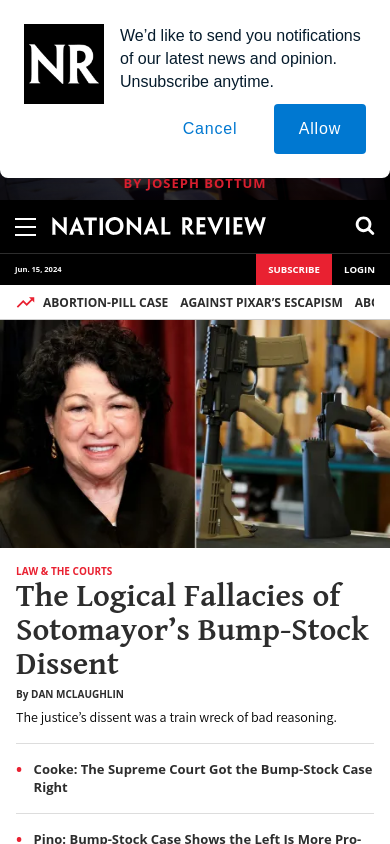 NR
We’d like to send you notifications
of our latest news and opinion.
Unsubscribe anytime.
Cancel
Allow
BY JOSEPH BOTTUM
NATIONAL REVIEW
Jun. 15, 2024
SUBSCRIBE
LOGIN
ABORTION-PILL CASE AGAINST PIXAR’S ESCAPISM ABO
LAW & THE COURTS
The Logical Fallacies of
Sotomayor’s Bump-Stock
Dissent
By DAN MCLAUGHLIN
The justice’s dissent was a train wreck of bad reasoning.
• Cooke: The Supreme Court Got the Bump-Stock Case
Right
• Pino: Bump-Stock Case Shows the Left Is More Pro-